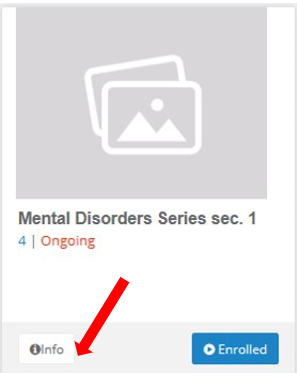 Mental Disorders Series sec. 1
4 | Ongoing
Info
Enrolled